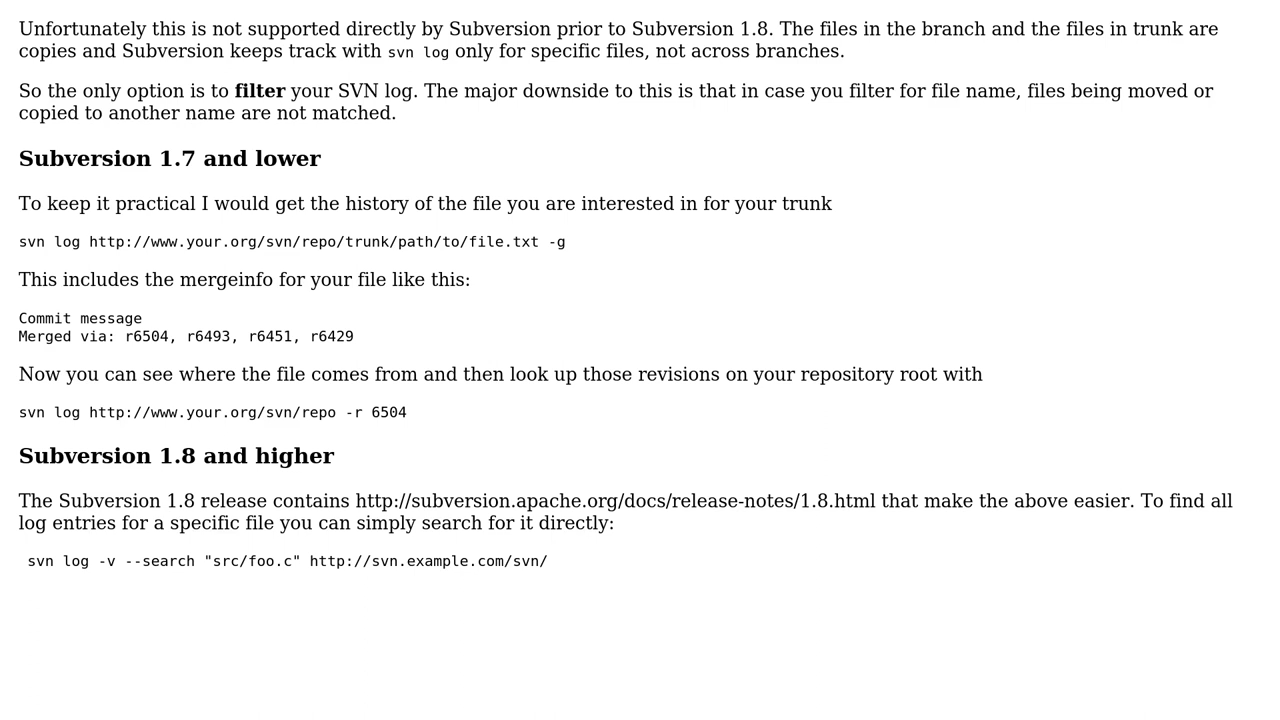 Unfortunately this is not supported directly by Subversion prior to Subversion 1.8. The files in the branch and the files in trunk are
copies and Subversion keeps track with svn log only for specific files, not across branches.
So the only option is to filter your SVN log. The major downside to this is that in case you filter for file name, files being moved or
copied to another name are not matched.
Subversion 1.7 and lower
To keep it practical I would get the history of the file you are interested in for your trunk
svn log http://www.your.org/svn/repo/trunk/path/to/file.txt -g
This includes the mergeinfo for your file like this:
Commit message
Merged via: r6504, r6493, r6451, r6429
Now you can see where the file comes from and then look up those revisions on your repository root with
svn log http://www.your.org/svn/repo -r 6504
Subversion 1.8 and higher
The Subversion 1.8 release contains http://subversion.apache.org/docs/release-notes/1.8.html that make the above easier. To find all
log entries for a specific file you can simply search for it directly:
svn log -v --search "src/foo.c" http://svn.example.com/svn/